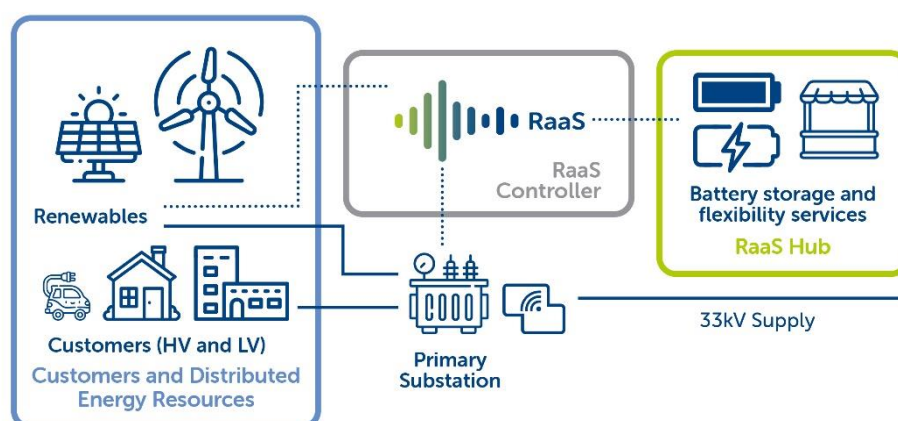 Renewables
Customers (HV and LV)
Customers and Distributed
Energy Resources
RaaS
RaaS
Controller
Primary
Substation
Battery storage and
flexibility services
RaaS Hub
33kV Supply